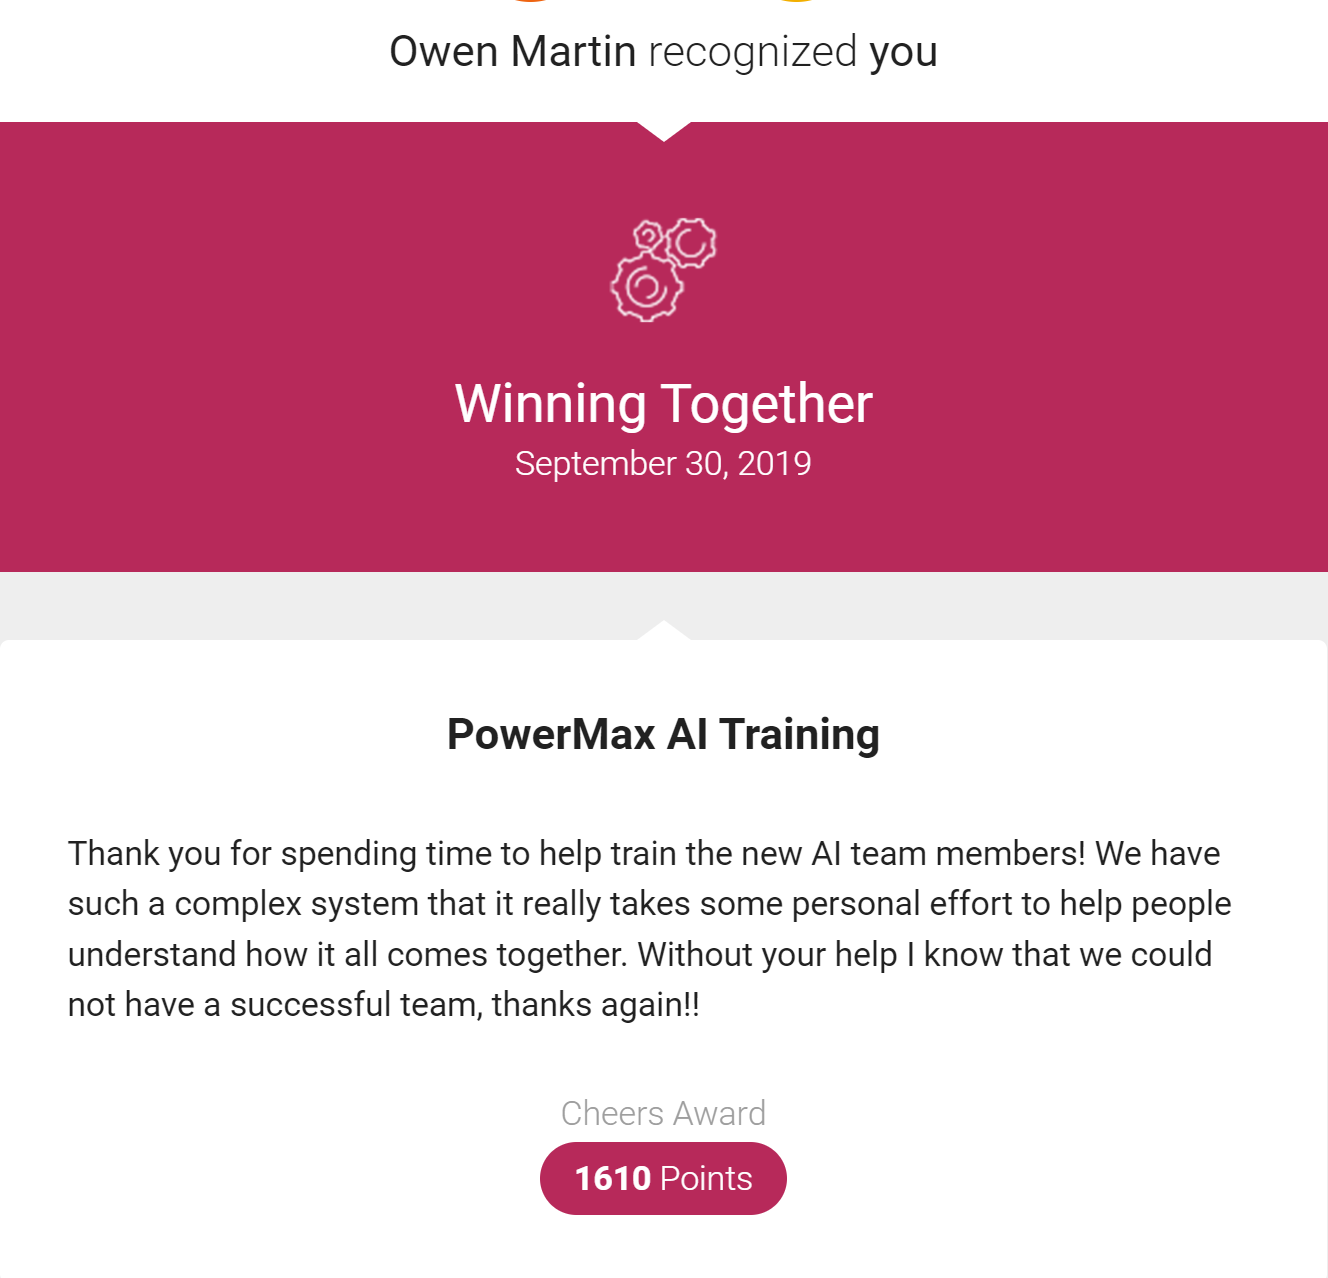 Owen Martin recognized you
Winning Together
September 30, 2019
PowerMax AI Training
Thank you for spending time to help train the new AI team members! We have
such a complex system that it really takes some personal effort to help people
understand how it all comes together. Without your help I know that we could
not have a successful team, thanks again!!
Cheers Award
1610 Points